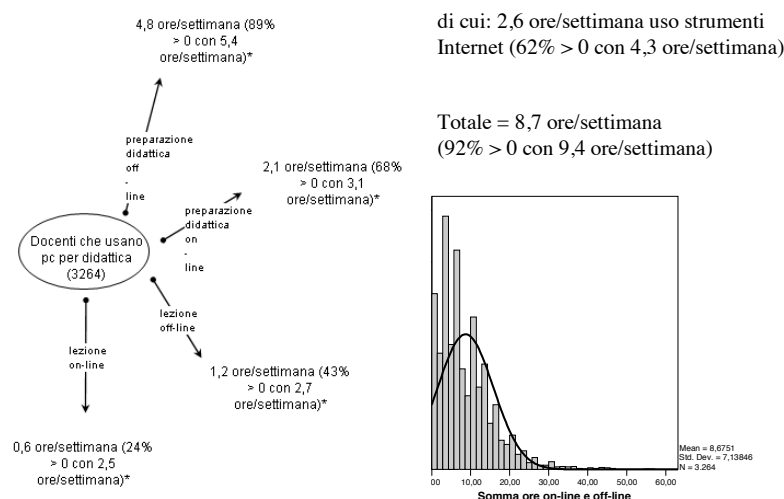 4,8 ore/settimana (89%
> 0 con 5,4
ore/settimana)*
di cui: 2,6 ore/settimana uso strumenti
Internet (62% > 0 con 4,3 ore/settimana)
Totale = 8,7 ore/settimana
(92% > 0 con 9,4 ore/settimana)
preparazione
didattica
off
-
line
2,1 ore/settimana (68%
> 0 con 3,1
ore/settimana)*
preparazione
didattica
on
-
line
Docenti che usano
pc per didattica
(3264)
lezione
off-line
lezione
on-line
1,2 ore/settimana (43%
> 0 con 2,7
ore/settimana)*
0,6 ore/settimana (24%
> 0 con 2,5
ore/settimana)*
Mean = 8,6751
Std. Dev. = 7,13846
N = 3.264
00 10,00 20,00 30,00 40,00 50,00 60,00
Somma ore on-line e off-line